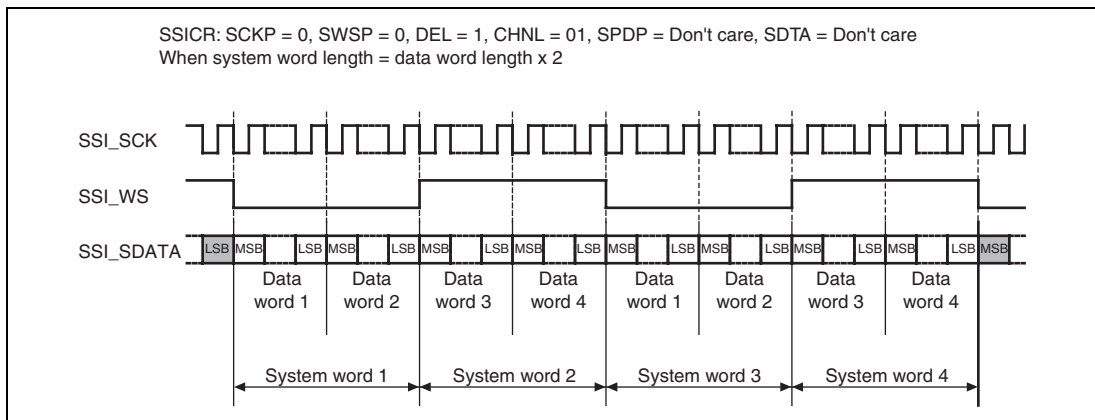 SSICR: SCKP = 0, SWSP = 0, DEL = 1, CHNL = 01, SPDP = Don't care, SDTA = Don't care
When system word length = data word length x 2
SSI_SCK
SSI_WS
SSI_SDATA
LSB MSB LSB MSB LSB MSB LSB MSB LSB MSB LSB MSB LSB MSB LSB MSB LSB MSB
Data Data Data Data Data Data Data Data
word 1 word 2 word 3 word 4 word 1 word 2 word 3 word 4
System word 1 System word 2 System word 3 System word 4